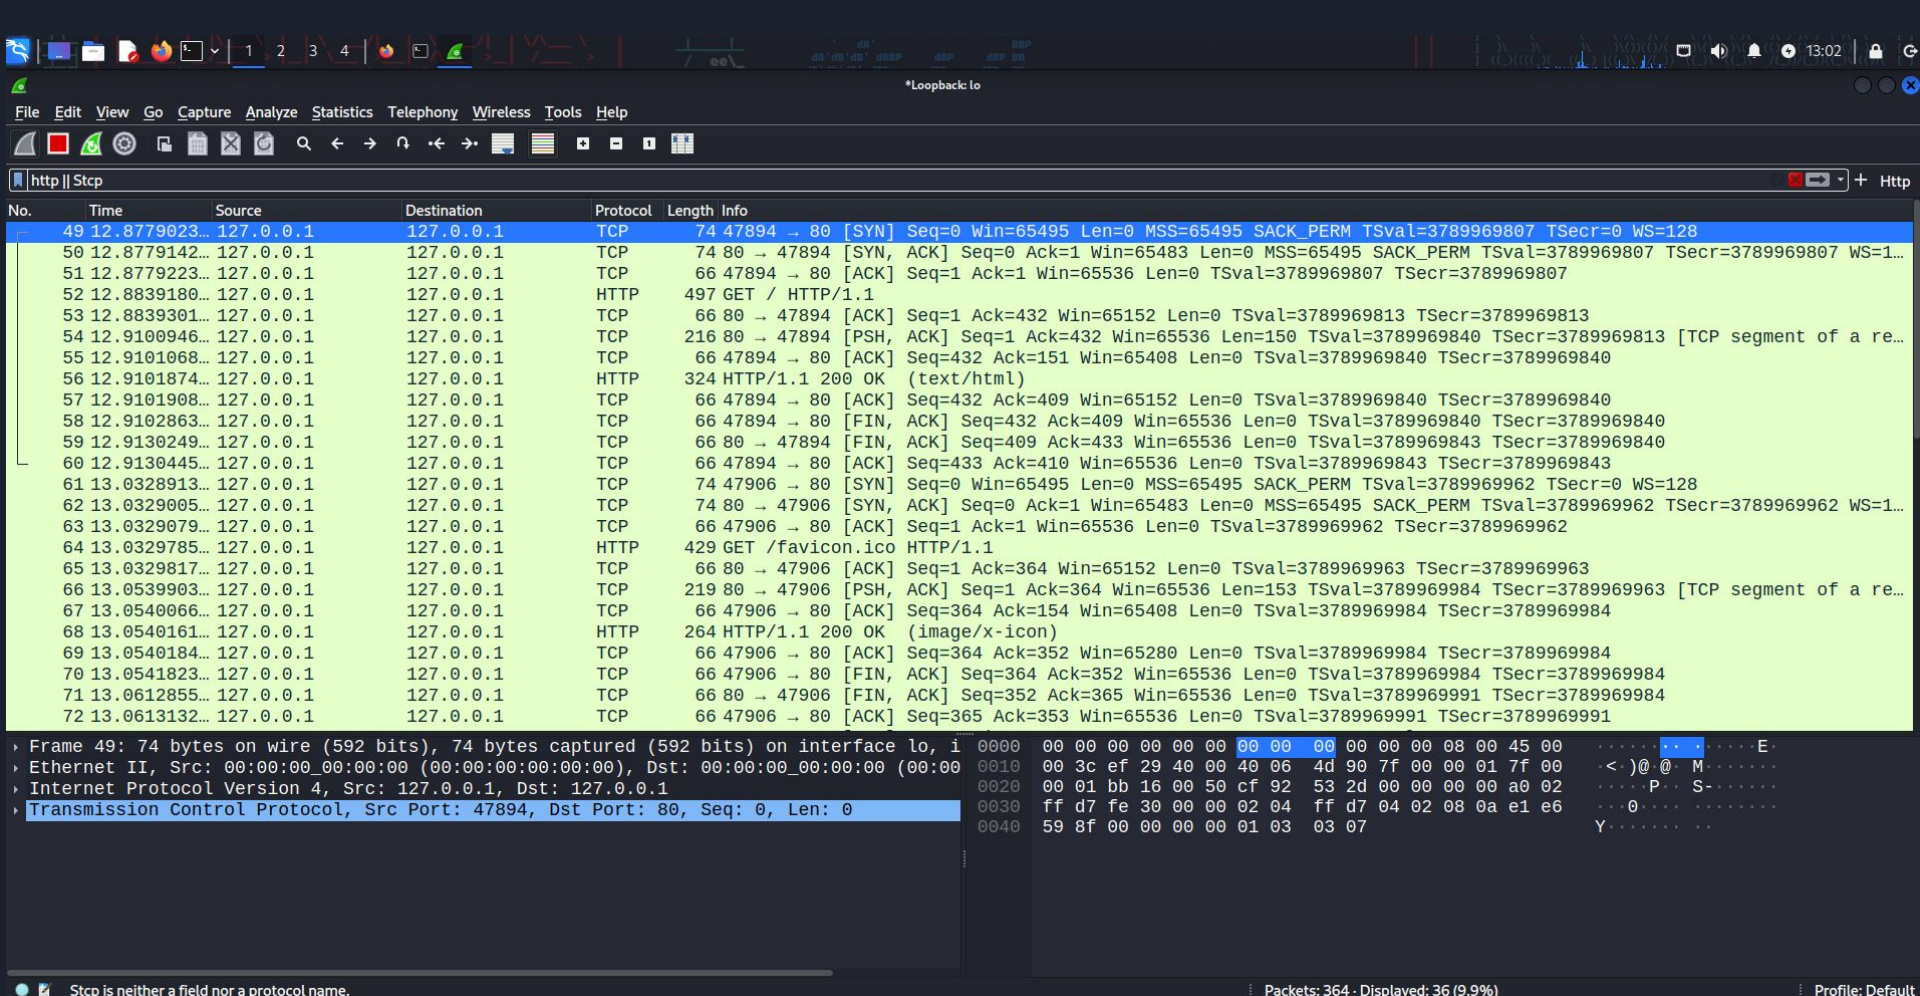 1 2 3 4 13:02
*Loopback: lo
File Edit View Go Capture Analyze Statistics Telephony Wireless Tools Help
http || Stcp + Http
No. Time Source Destination Protocol Length Info
49 12.8779023… 127.0.0.1 127.0.0.1 TCP 74 47894 → 80 [SYN] Seq=0 Win=65495 Len=0 MSS=65495 SACK_PERM TSval=3789969807 TSecr=0 WS=128
50 12.8779142… 127.0.0.1 127.0.0.1 TCP 74 80 → 47894 [SYN, ACK] Seq=0 Ack=1 Win=65483 Len=0 MSS=65495 SACK_PERM TSval=3789969807 TSecr=3789969807 WS=1…
51 12.8779223… 127.0.0.1 127.0.0.1 TCP 66 47894 → 80 [ACK] Seq=1 Ack=1 Win=65536 Len=0 TSval=3789969807 TSecr=3789969807
52 12.8839180… 127.0.0.1 127.0.0.1 HTTP 497 GET / HTTP/1.1
53 12.8839301… 127.0.0.1 127.0.0.1 TCP 66 80 → 47894 [ACK] Seq=1 Ack=432 Win=65152 Len=0 TSval=3789969813 TSecr=3789969813
54 12.9100946… 127.0.0.1 127.0.0.1 TCP 216 80 → 47894 [PSH, ACK] Seq=1 Ack=432 Win=65536 Len=150 TSval=3789969840 TSecr=3789969813 [TCP segment of a re…
55 12.9101068… 127.0.0.1 127.0.0.1 TCP 66 47894 → 80 [ACK] Seq=432 Ack=151 Win=65408 Len=0 TSval=3789969840 TSecr=3789969840
56 12.9101874… 127.0.0.1 127.0.0.1 HTTP 324 HTTP/1.1 200 OK (text/html)
57 12.9101908… 127.0.0.1 127.0.0.1 TCP 66 47894 → 80 [ACK] Seq=432 Ack=409 Win=65152 Len=0 TSval=3789969840 TSecr=3789969840
58 12.9102863… 127.0.0.1 127.0.0.1 TCP 66 47894 → 80 [FIN, ACK] Seq=432 Ack=409 Win=65536 Len=0 TSval=3789969840 TSecr=3789969840
59 12.9130249… 127.0.0.1 127.0.0.1 TCP 66 80 → 47894 [FIN, ACK] Seq=409 Ack=433 Win=65536 Len=0 TSval=3789969843 TSecr=3789969840
60 12.9130445… 127.0.0.1 127.0.0.1 TCP 66 47894 → 80 [ACK] Seq=433 Ack=410 Win=65536 Len=0 TSval=3789969843 TSecr=3789969843
61 13.0328913… 127.0.0.1 127.0.0.1 TCP 74 47906 → 80 [SYN] Seq=0 Win=65495 Len=0 MSS=65495 SACK_PERM TSval=3789969962 TSecr=0 WS=128
62 13.0329005… 127.0.0.1 127.0.0.1 TCP 74 80 → 47906 [SYN, ACK] Seq=0 Ack=1 Win=65483 Len=0 MSS=65495 SACK_PERM TSval=3789969962 TSecr=3789969962 WS=1…
63 13.0329079… 127.0.0.1 127.0.0.1 TCP 66 47906 → 80 [ACK] Seq=1 Ack=1 Win=65536 Len=0 TSval=3789969962 TSecr=3789969962
64 13.0329785… 127.0.0.1 127.0.0.1 HTTP 429 GET /favicon.ico HTTP/1.1
65 13.0329817… 127.0.0.1 127.0.0.1 TCP 66 80 → 47906 [ACK] Seq=1 Ack=364 Win=65152 Len=0 TSval=3789969963 TSecr=3789969963
66 13.0539903… 127.0.0.1 127.0.0.1 TCP 219 80 → 47906 [PSH, ACK] Seq=1 Ack=364 Win=65536 Len=153 TSval=3789969984 TSecr=3789969963 [TCP segment of a re…
67 13.0540066… 127.0.0.1 127.0.0.1 TCP 66 47906 → 80 [ACK] Seq=364 Ack=154 Win=65408 Len=0 TSval=3789969984 TSecr=3789969984
68 13.0540161… 127.0.0.1 127.0.0.1 HTTP 264 HTTP/1.1 200 OK (image/x-icon)
69 13.0540184… 127.0.0.1 127.0.0.1 TCP 66 47906 → 80 [ACK] Seq=364 Ack=352 Win=65280 Len=0 TSval=3789969984 TSecr=3789969984
70 13.0541823… 127.0.0.1 127.0.0.1 TCP 66 47906 → 80 [FIN, ACK] Seq=364 Ack=352 Win=65536 Len=0 TSval=3789969984 TSecr=3789969984
71 13.0612855… 127.0.0.1 127.0.0.1 TCP 66 80 → 47906 [FIN, ACK] Seq=352 Ack=365 Win=65536 Len=0 TSval=3789969991 TSecr=3789969984
72 13.0613132… 127.0.0.1 127.0.0.1 TCP 66 47906 → 80 [ACK] Seq=365 Ack=353 Win=65536 Len=0 TSval=3789969991 TSecr=3789969991
Frame 49: 74 bytes on wire (592 bits), 74 bytes captured (592 bits) on interface lo, i
Ethernet II, Src: 00:00:00_00:00:00 (00:00:00:00:00:00), Dst: 00:00:00_00:00:00 (00:00
Internet Protocol Version 4, Src: 127.0.0.1, Dst: 127.0.0.1
Transmission Control Protocol, Src Port: 47894, Dst Port: 80, Seq: 0, Len: 0
0000 00 00 00 00 00 00 00 00 00 00 00 00 08 00 45 00 ········ ······E·
0010 00 3c ef 29 40 00 40 06 4d 90 7f 00 00 01 7f 00 ·<·)@·@· M·······
0020 00 01 bb 16 00 50 cf 92 53 2d 00 00 00 00 a0 02 ·····P·· S-······
0030 ff d7 fe 30 00 00 02 04 ff d7 04 02 08 0a e1 e6 ···0···· ········
0040 59 8f 00 00 00 00 01 03 03 07 Y······· ··
Stcp is neither a field nor a protocol name.
Packets: 364 · Displayed: 36 (9.9%)
Profile: Default